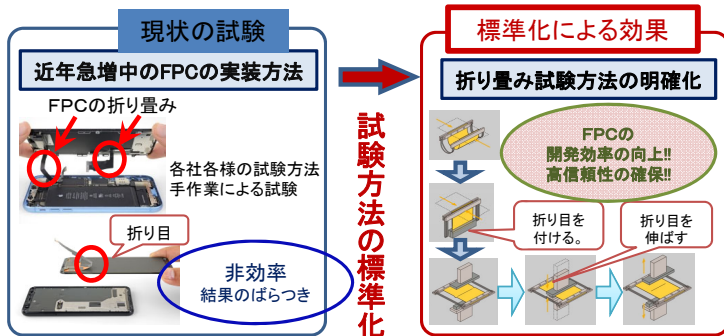 現状の試験
近年急増中のFPCの実装方法
FPCの折り畳み
各社各様の試験方法
手作業による試験
折り目
非効率
結果のばらつき
試験方法の標準化
標準化による効果
折り畳み試験方法の明確化
FPCの
開発効率の向上!!
高信頼性の確保!!
折り目を
付ける。
折り目を
伸ばす